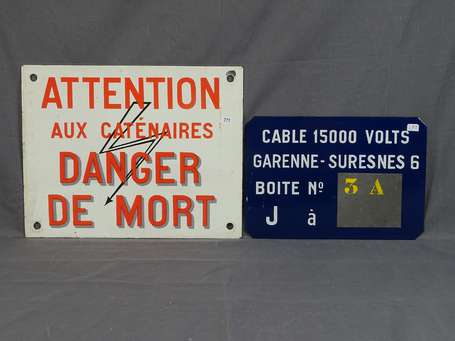 ATTENTION
AUX CATÉNAIRES
DANGER
DE MORT
CABLE 15000 VOLTS
GARENNE-SURESNES 6
BOITE Nº 3 A
J à